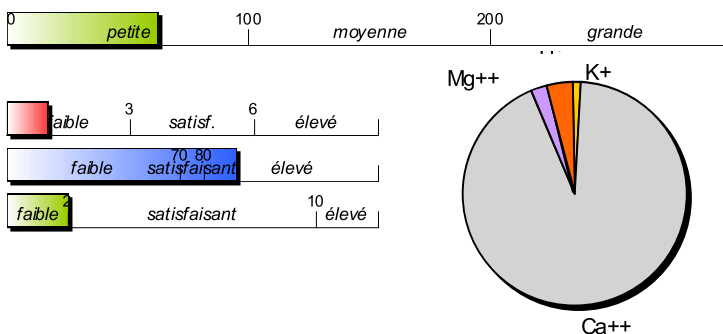 0 100 200
petite moyenne grande
Mg++ K+
3 6
faible satisf. élevé
70 80
faible satisfaisant élevé
2 10
faible satisfaisant élevé
Ca++